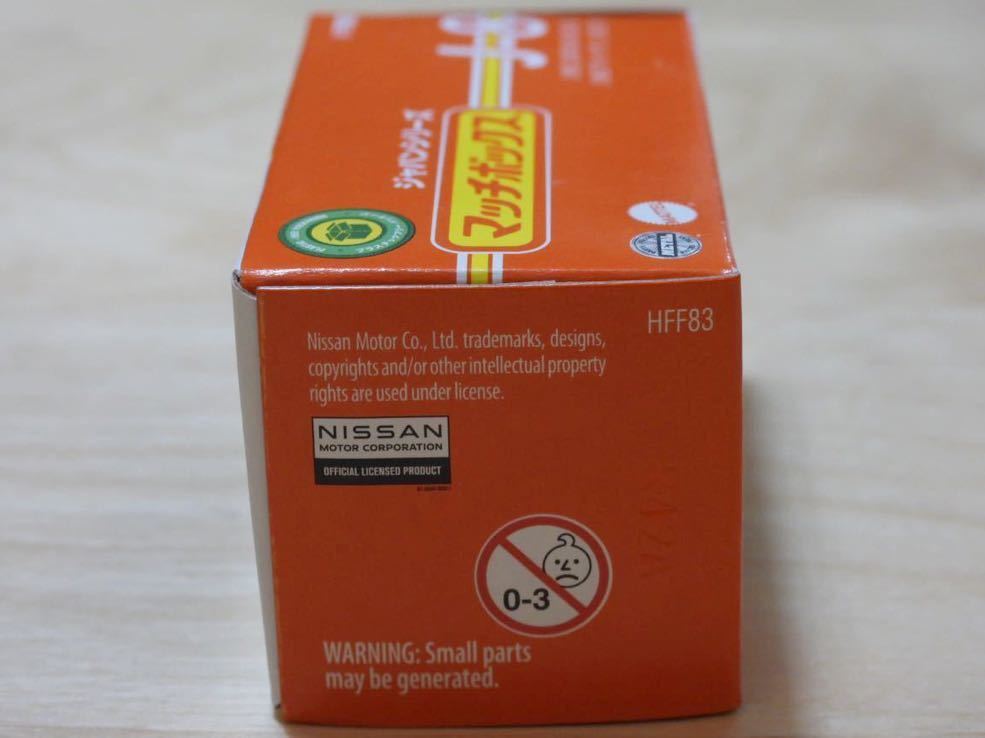 ジャパンシリーズ
マッチボックス
HFF83
Nissan Motor Co., Ltd. trademarks, designs,
copyrights and/or other intellectual property
rights are used under license.
NISSAN
MOTOR CORPORATION
OFFICIAL LICENSED PRODUCT
0-3
WARNING: Small parts
may be generated.